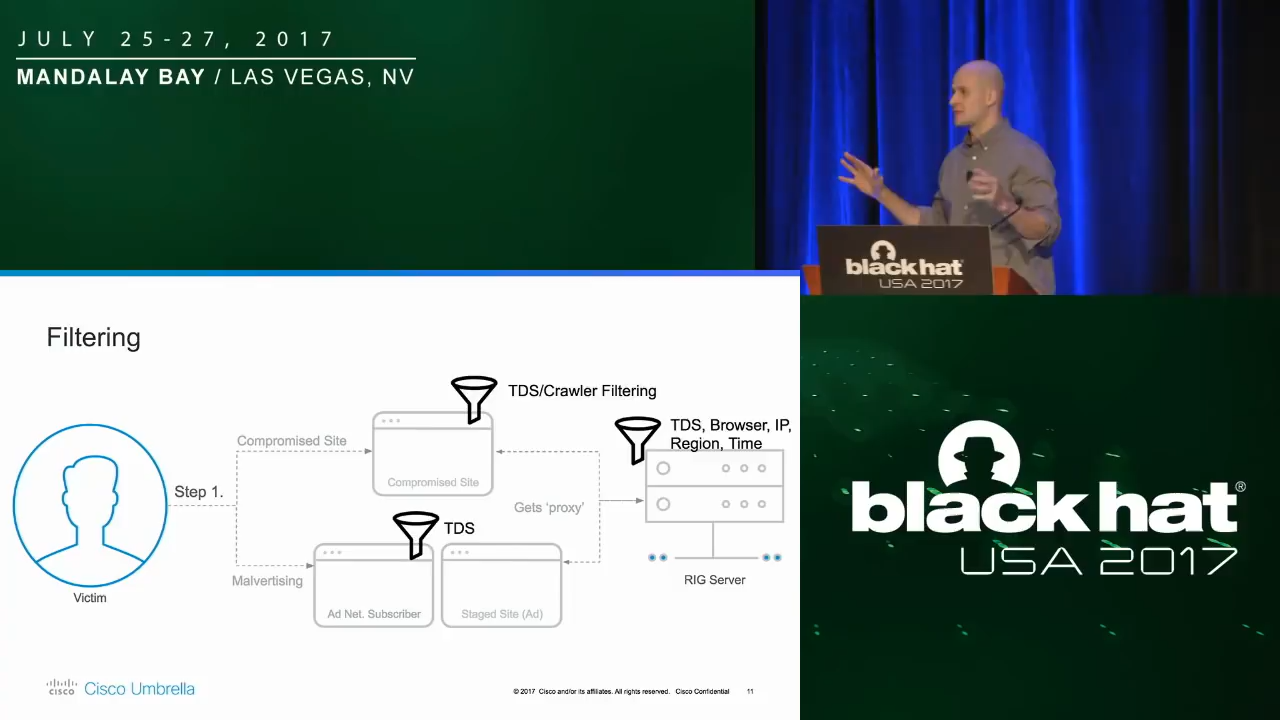 JULY 25-27, 2017
MANDALAY BAY / LAS VEGAS, NV
black hat
USA 2017
Filtering
TDS/Crawler Filtering
TDS, Browser, IP,
Region, Time
Compromised Site
Compromised Site
Step 1.
Gets ‘proxy’
TDS
Malvertising
RIG Server
Victim
Ad Net. Subscriber
Staged Site (Ad)
cisco
Cisco Umbrella
© 2017 Cisco and/or its affiliates. All rights reserved. Cisco Confidential 11
black hat®
USA 2017